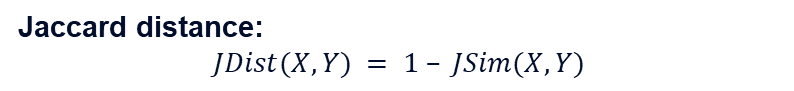 Jaccard distance:
JDist(X,Y) = 1 – JSim(X,Y)